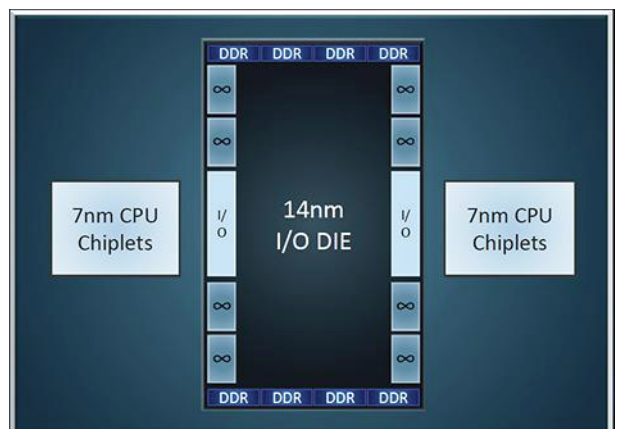 DDR DDR DDR DDR
∞ ∞
∞ ∞
7nm CPU
Chiplets
I/
O
14nm
I/O DIE
I/
O
7nm CPU
Chiplets
∞ ∞
∞ ∞
DDR DDR DDR DDR